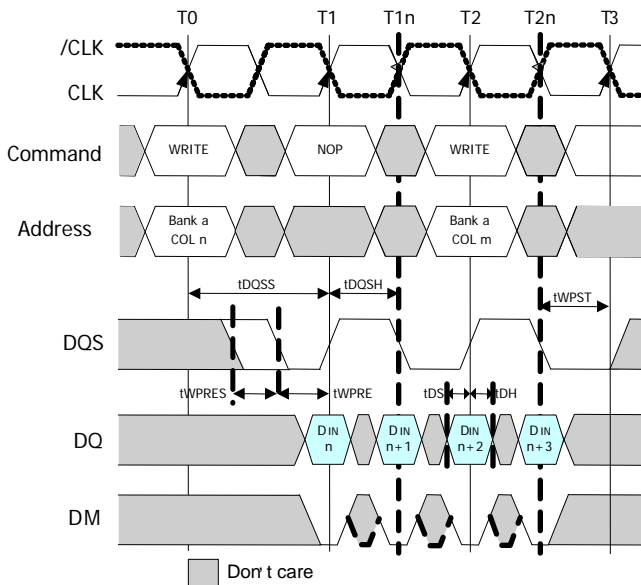 T0 T1 T1n T2 T2n T3
/CLK
CLK
Command WRITE NOP WRITE
Address Bank a COL n Bank a COL m
tDQSS tDQSH tWPST
DQS
tWPRES tWPRE tDS tDH
DQ DIN n DIN n+1 DIN n+2 DIN n+3
DM
Don't care